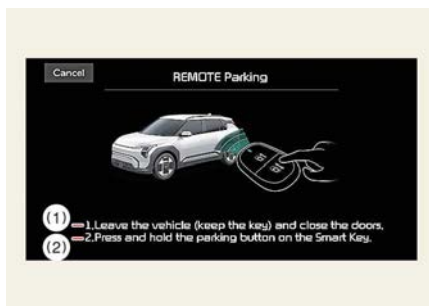 Cancel
REMOTE Parking
(1) 1.Leave the vehicle (keep the key) and close the doors.
(2) 2.Press and hold the parking button on the Smart Key.